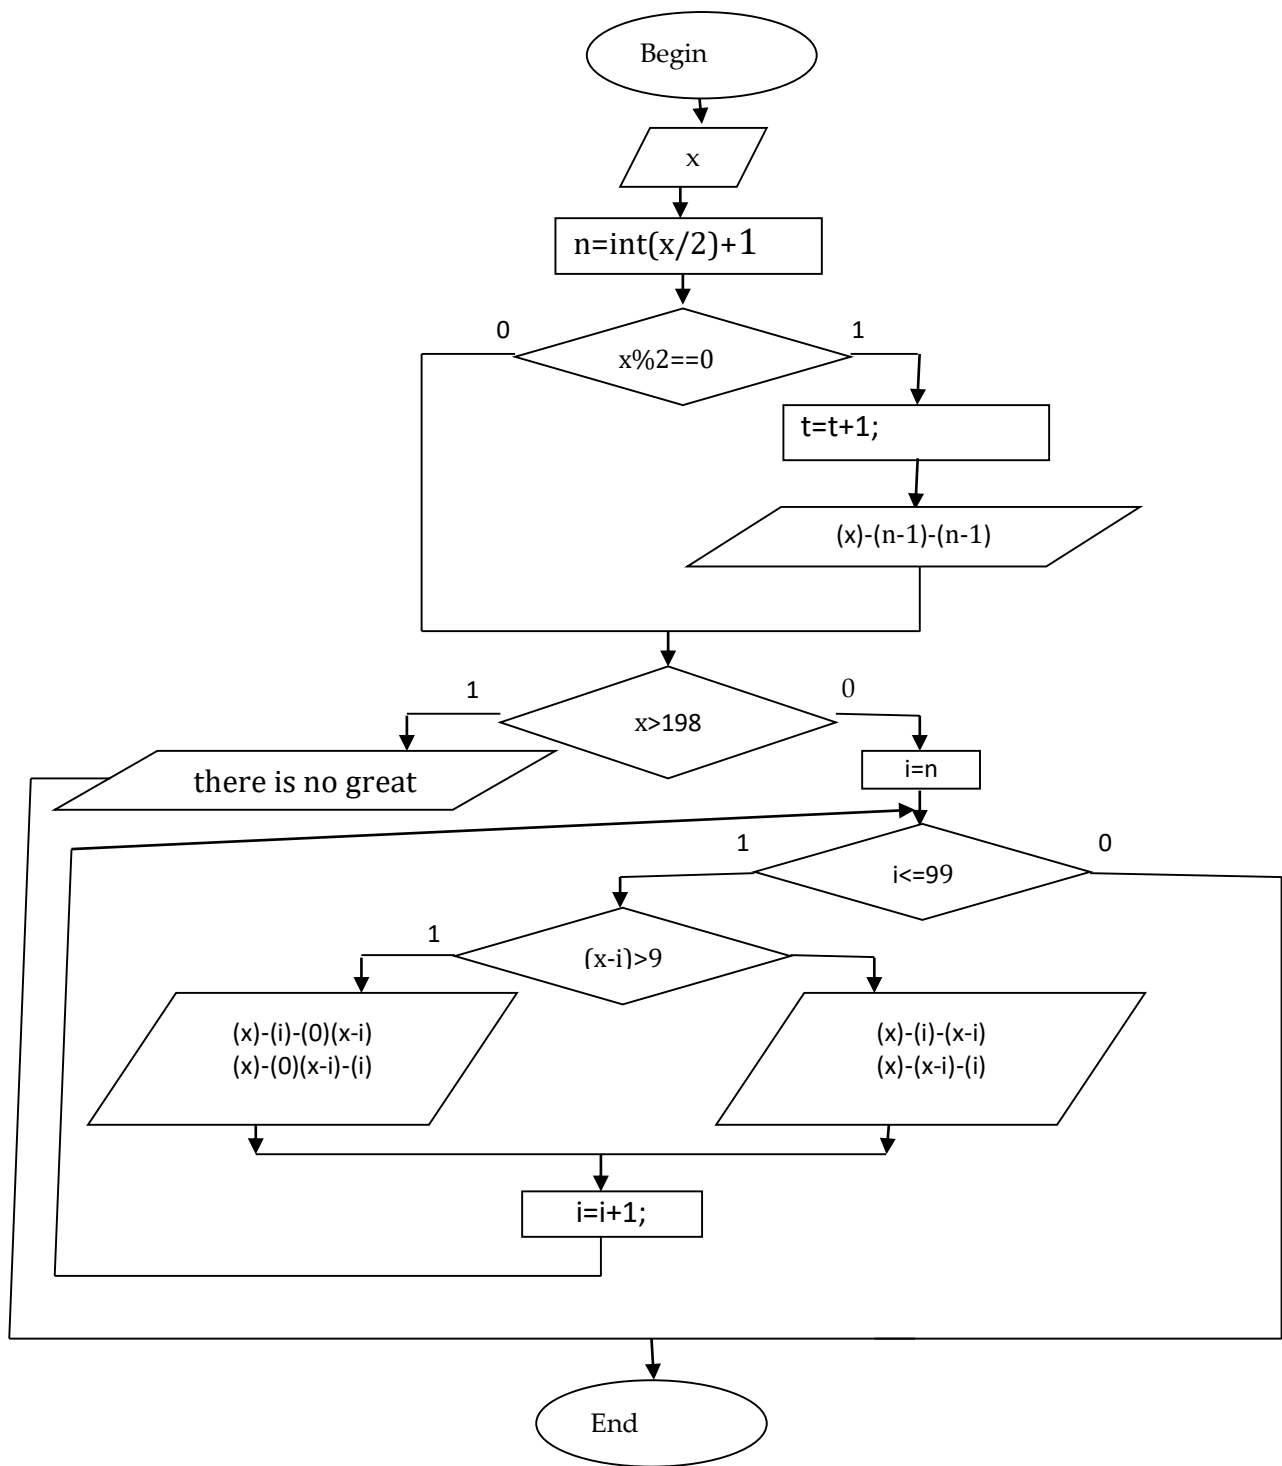 Begin
x
n=int(x/2)+1
0
1
x%2==0
t=t+1;
(x)-(n-1)-(n-1)
1
0
x>198
there is no great
i=n
1
0
i<=99
1
(x-i)>9
(x)-(i)-(0)(x-i)
(x)-(0)(x-i)-(i)
(x)-(i)-(x-i)
(x)-(x-i)-(i)
i=i+1;
End